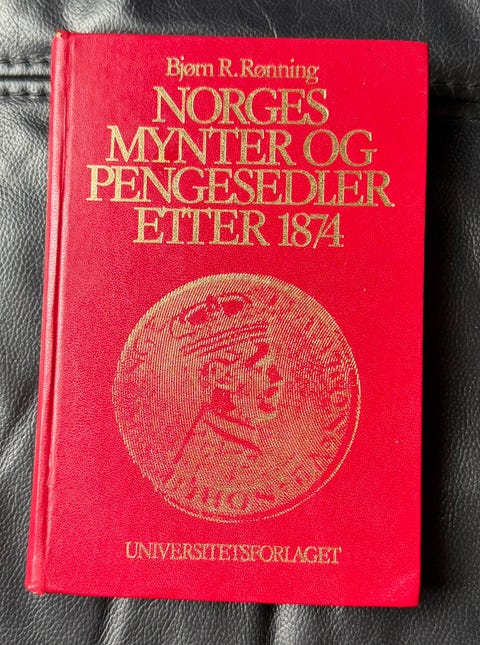 Bjørn R. Rønning
NORGES
MYNTER OG
PENGESEDLER
ETTER 1874
UNIVERSITETSFORLAGET